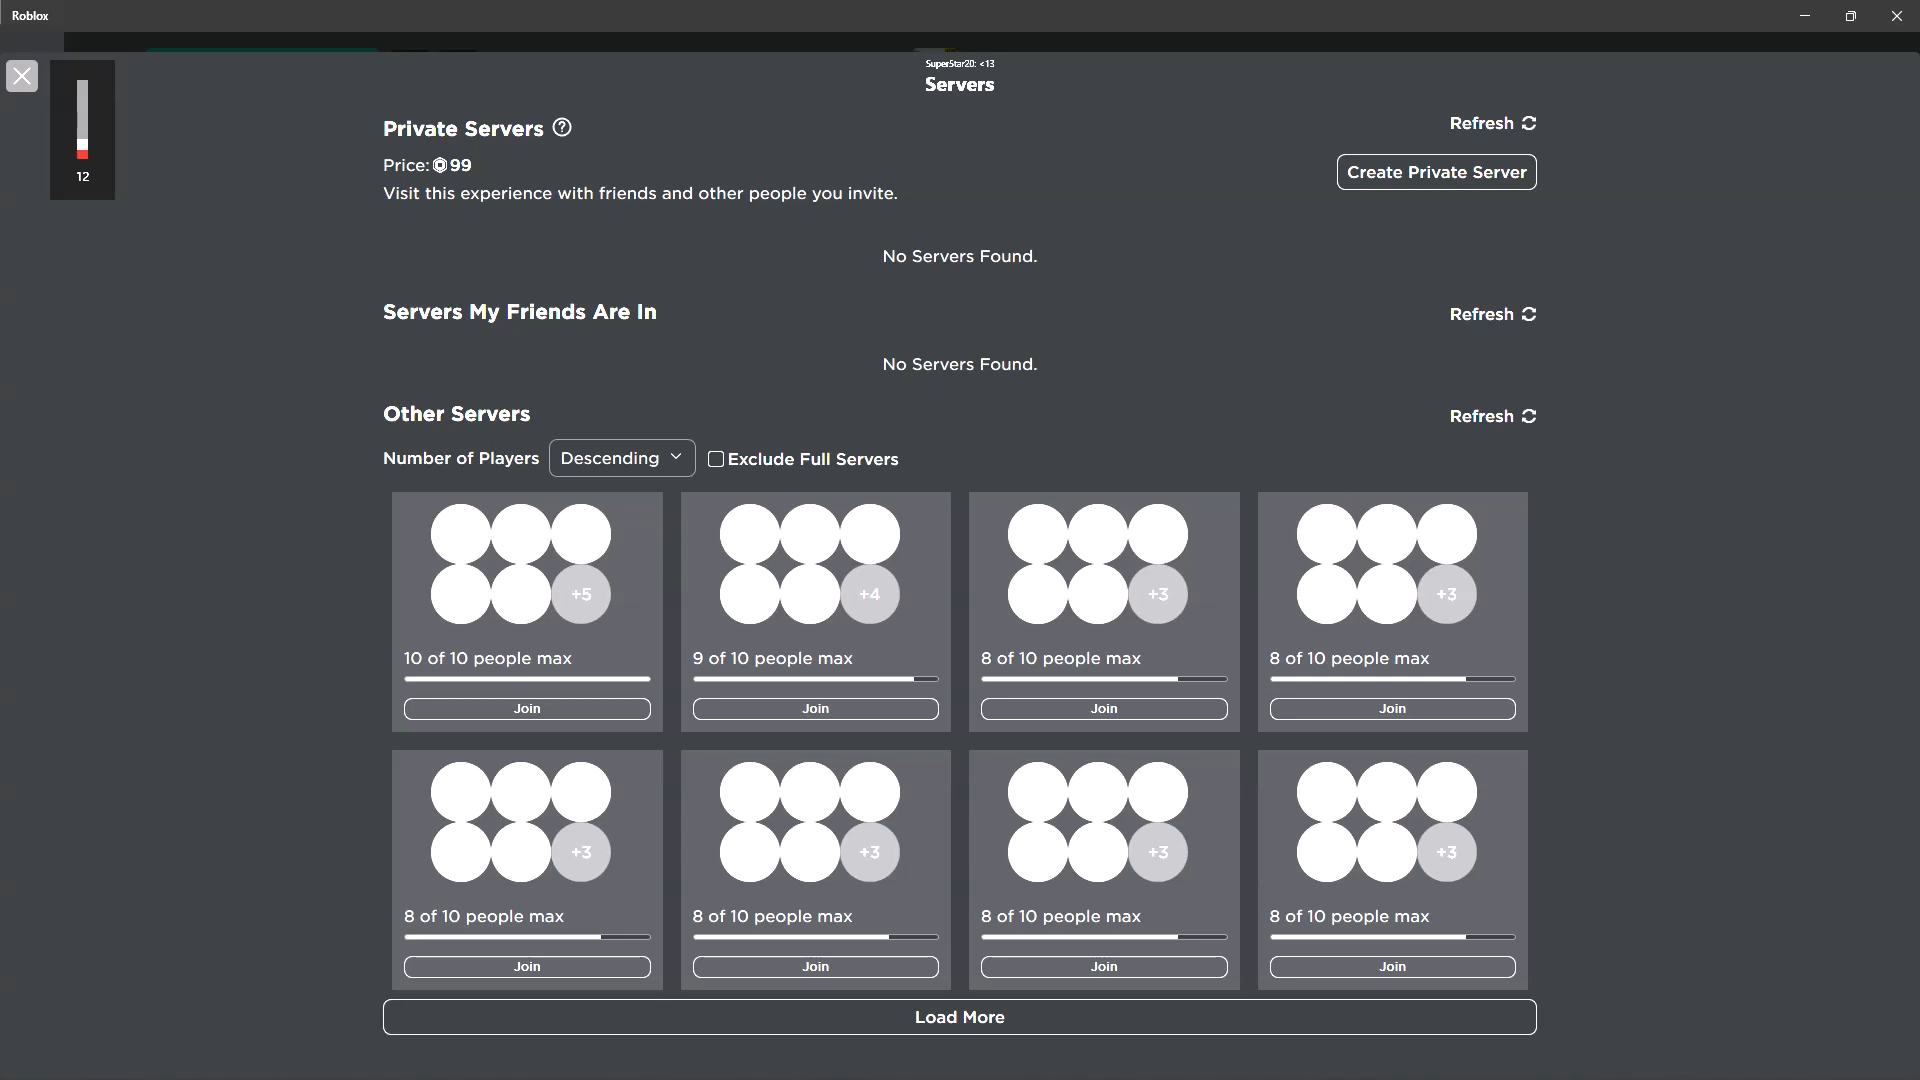 Roblox
SuperStar20: <13
Servers
12
Private Servers
Refresh
Price: 99
Create Private Server
Visit this experience with friends and other people you invite.
No Servers Found.
Servers My Friends Are In
Refresh
No Servers Found.
Other Servers
Refresh
Number of Players Descending Exclude Full Servers
+5 +4 +3 +3
10 of 10 people max 9 of 10 people max 8 of 10 people max 8 of 10 people max
Join Join Join Join
+3 +3 +3 +3
8 of 10 people max 8 of 10 people max 8 of 10 people max 8 of 10 people max
Join Join Join Join
Load More